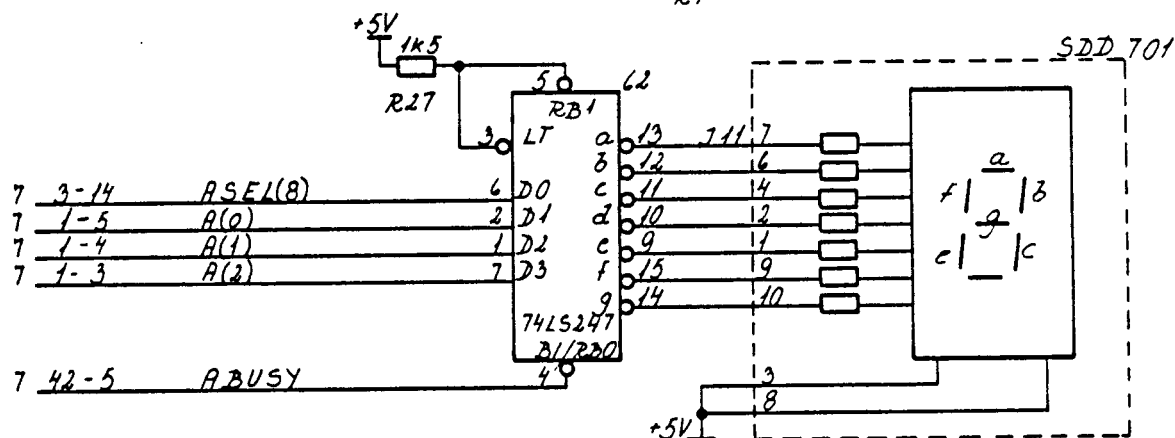 +5V
1K5
R27
SDD 701
5
62
RB1
3
LT
a 13 J11 7
b 12 6
7 3-14 ASEL(8) 6 D0 c 11 4
7 1-5 A(0) 2 D1 d 10 2
7 1-4 A(1) 1 D2 e 9 1
7 1-3 A(2) 7 D3 f 15 9
g 14 10
74LS247
BI/RBO
7 42-5 ABUSY 4
a
f b
g
e c
3
8
+5V